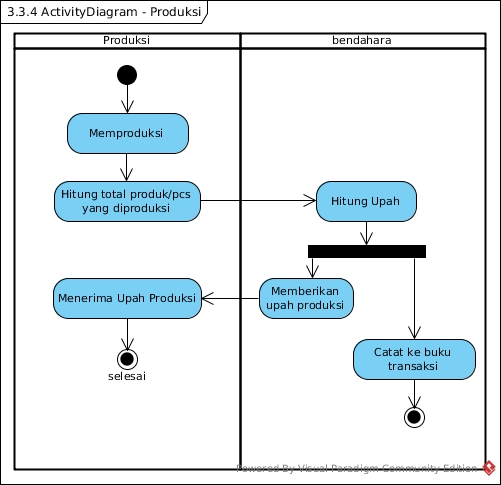 3.3.4 ActivityDiagram - Produksi
Produksi
bendahara
Memproduksi
Hitung total produk/pcs
yang diproduksi
Hitung Upah
Memberikan
upah produksi
Menerima Upah Produksi
selesai
Catat ke buku
transaksi
Powered By Visual Paradigm Community Edition